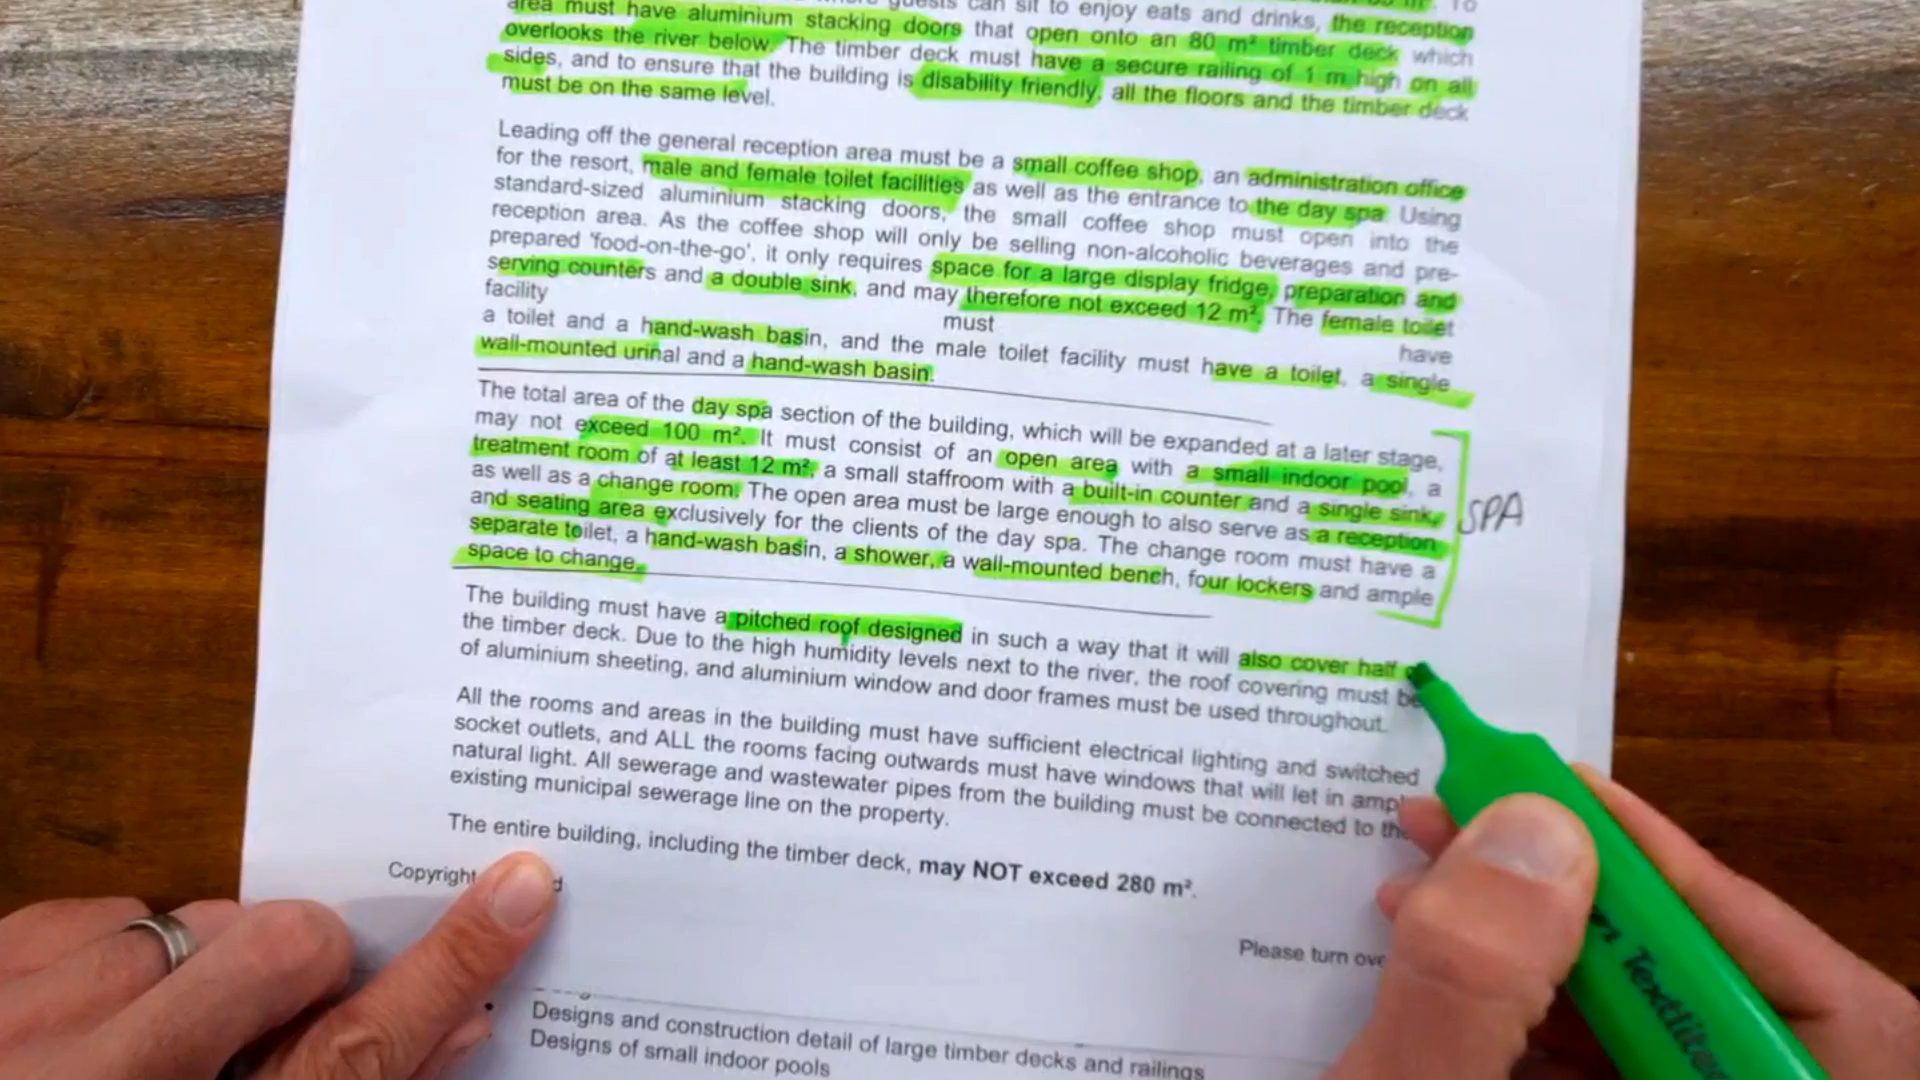 guests can sit to enjoy eats and drinks, the reception
area must have aluminium stacking doors that open onto an 80 m² timber deck which
overlooks the river below. The timber deck must have a secure railing of 1 m high on all
sides, and to ensure that the building is disability friendly, all the floors and the timber deck
must be on the same level.
Leading off the general reception area must be a small coffee shop, an administration office
for the resort, male and female toilet facilities as well as the entrance to the day spa. Using
standard-sized aluminium stacking doors, the small coffee shop must open into the
reception area. As the coffee shop will only be selling non-alcoholic beverages and pre-
prepared 'food-on-the-go', it only requires space for a large display fridge, preparation and
serving counters and a double sink, and may therefore not exceed 12 m². The female toilet
facility must have
a toilet and a hand-wash basin, and the male toilet facility must have a toilet, a single
wall-mounted urinal and a hand-wash basin.
The total area of the day spa section of the building, which will be expanded at a later stage,
may not exceed 100 m². It must consist of an open area with a small indoor pool, a
treatment room of at least 12 m², a small staffroom with a built-in counter and a single sink,
as well as a change room. The open area must be large enough to also serve as a reception
and seating area exclusively for the clients of the day spa. The change room must have a
separate toilet, a hand-wash basin, a shower, a wall-mounted bench, four lockers and ample
space to change.
SPA
The building must have a pitched roof designed in such a way that it will also cover half
the timber deck. Due to the high humidity levels next to the river, the roof covering must be
of aluminium sheeting, and aluminium window and door frames must be used throughout.
All the rooms and areas in the building must have sufficient electrical lighting and switched
socket outlets, and ALL the rooms facing outwards must have windows that will let in
natural light. All sewerage and wastewater pipes from the building must be connected to the
existing municipal sewerage line on the property.
The entire building, including the timber deck, may NOT exceed 280 m².
Copyright
Please turn
• Designs and construction detail of large timber decks and railings
Designs of small indoor pools
Textliner